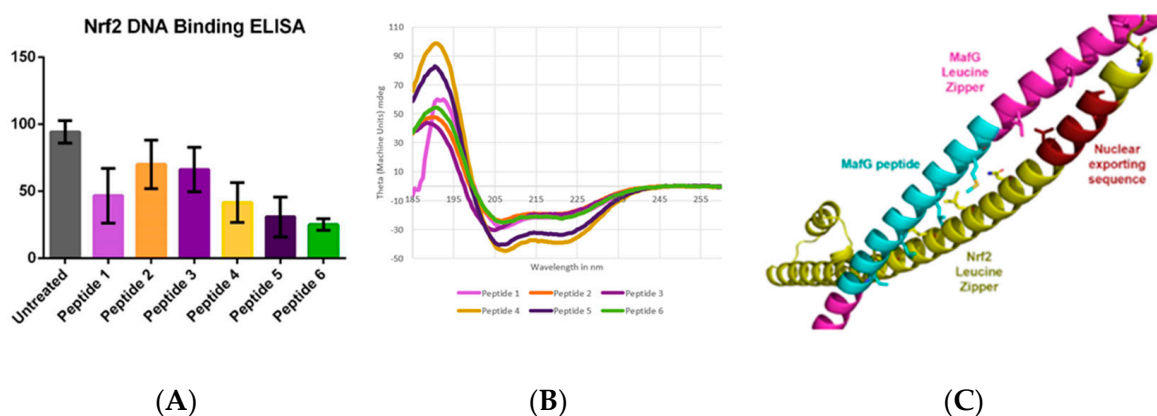 Nrf2 DNA Binding ELISA
150
100
50
0
Untreated
Peptide 1
Peptide 2
Peptide 3
Peptide 4
Peptide 5
Peptide 6
Theta (Machine Units) mdeg
110
90
70
50
30
10
-10
-30
-50
185
195
205
215
225
235
245
255
Wavelength in nm
Peptide 1 Peptide 2 Peptide 3
Peptide 4 Peptide 5 Peptide 6
MafG
Leucine
Zipper
MafG peptide
Nuclear
exporting
sequence
Nrf2
Leucine
Zipper
(A) (B) (C)